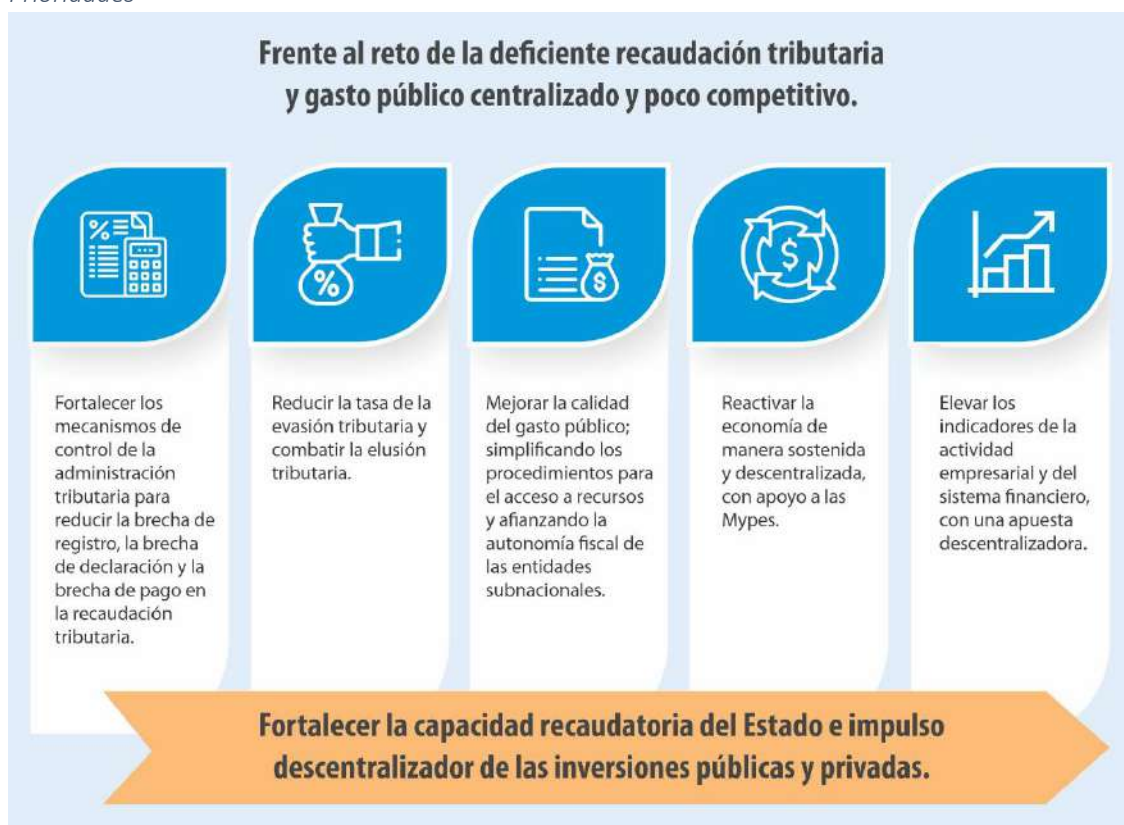 Prioridades
Frente al reto de la deficiente recaudación tributaria
y gasto público centralizado y poco competitivo.
Fortalecer los
mecanismos de
control de la
administración
tributaria para
reducir la brecha de
registro, la brecha
de declaración y la
brecha de pago en
la recaudación
tributaria.
Reducir la tasa de la
evasión tributaria y
combatir la elusión
tributaria.
Mejorar la calidad
del gasto público;
simplificando los
procedimientos para
el acceso a recursos
y afianzando la
autonomía fiscal de
las entidades
subnacionales.
Reactivar la
economía de
manera sostenida
y descentralizada,
con apoyo a las
Mypes.
Elevar los
indicadores de la
actividad
empresarial y del
sistema financiero,
con una apuesta
descentralizadora.
Fortalecer la capacidad recaudatoria del Estado e impulso
descentralizador de las inversiones públicas y privadas.